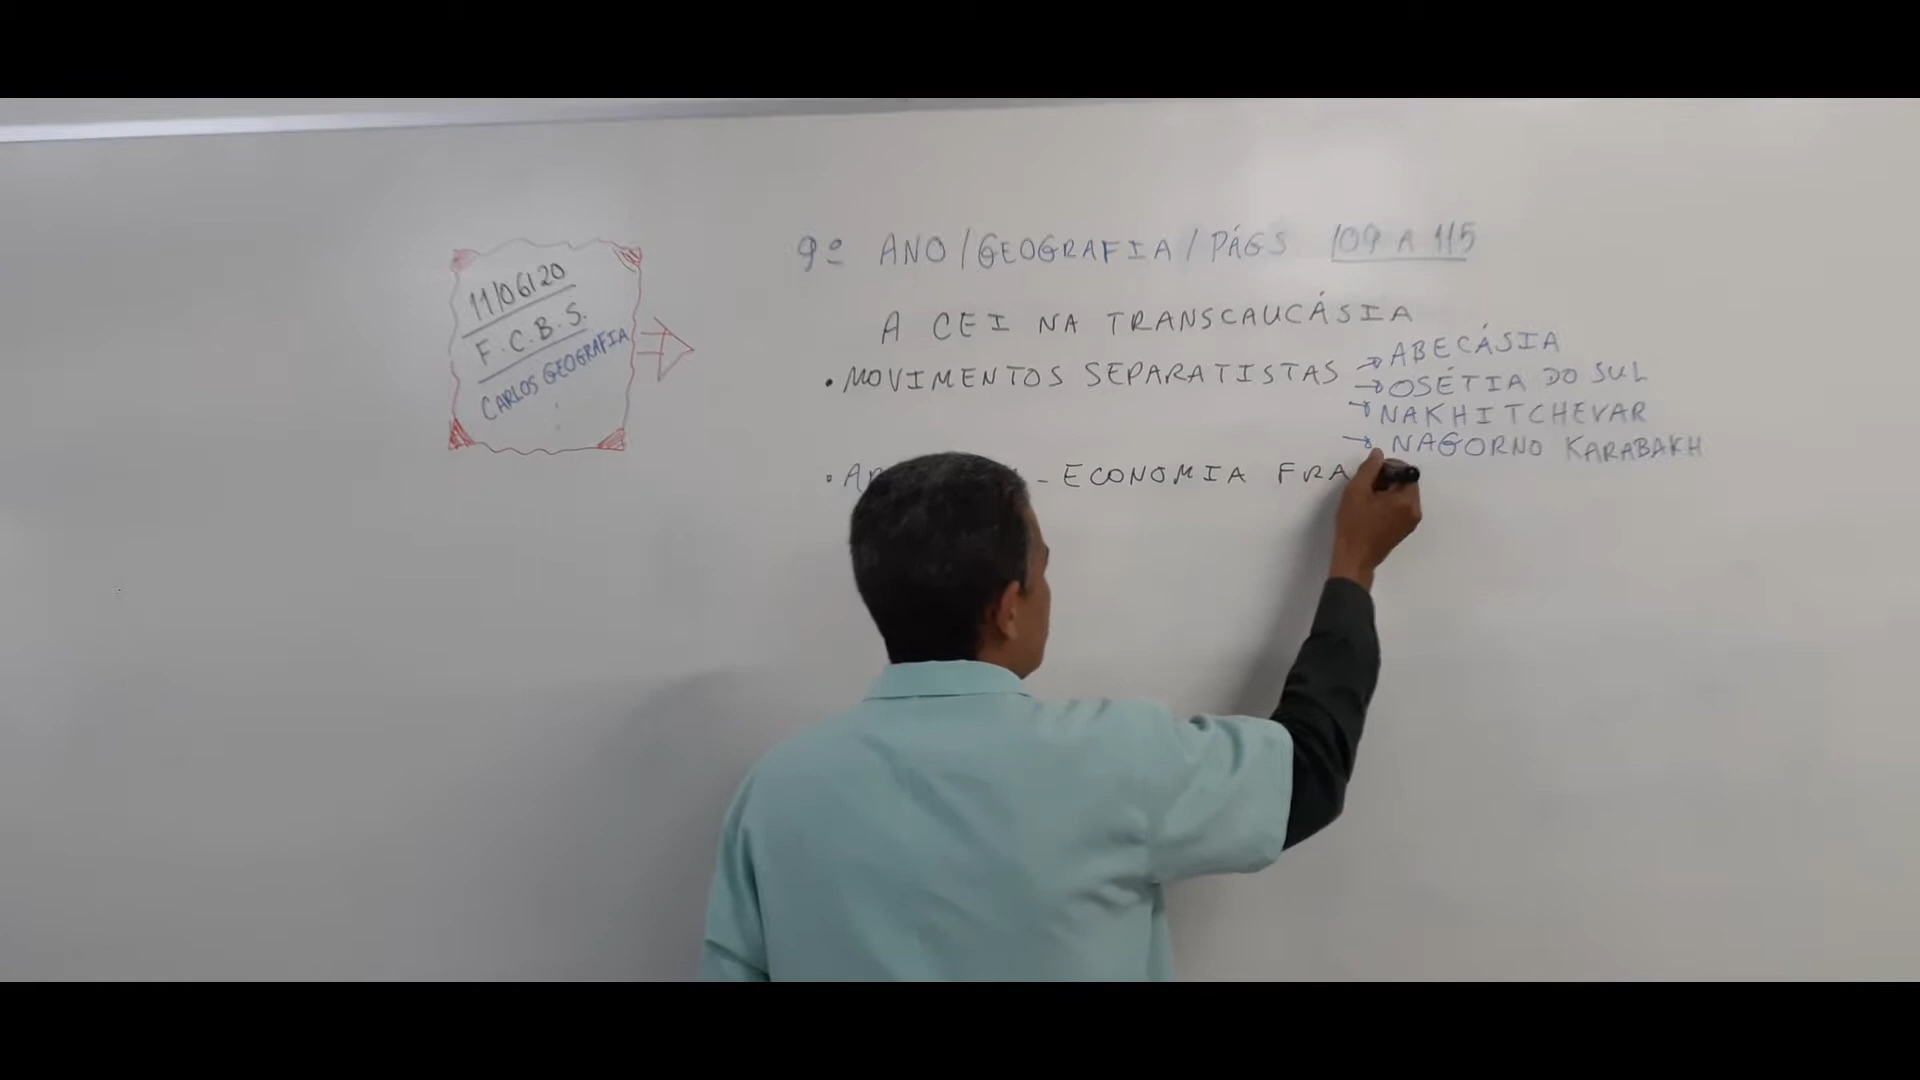 11/06/20
F.C.B.S.
CARLOS GEOGRAFIA
9º ANO/GEOGRAFIA/PÁGS 109 A 115
A CEI NA TRANSCAUCÁSIA
• MOVIMENTOS SEPARATISTAS
→ ABECÁSIA
→ OSÉTIA DO SUL
→ NAKHITCHEVAR
→ NAGORNO KARABAKH
• - ECONOMIA FRA